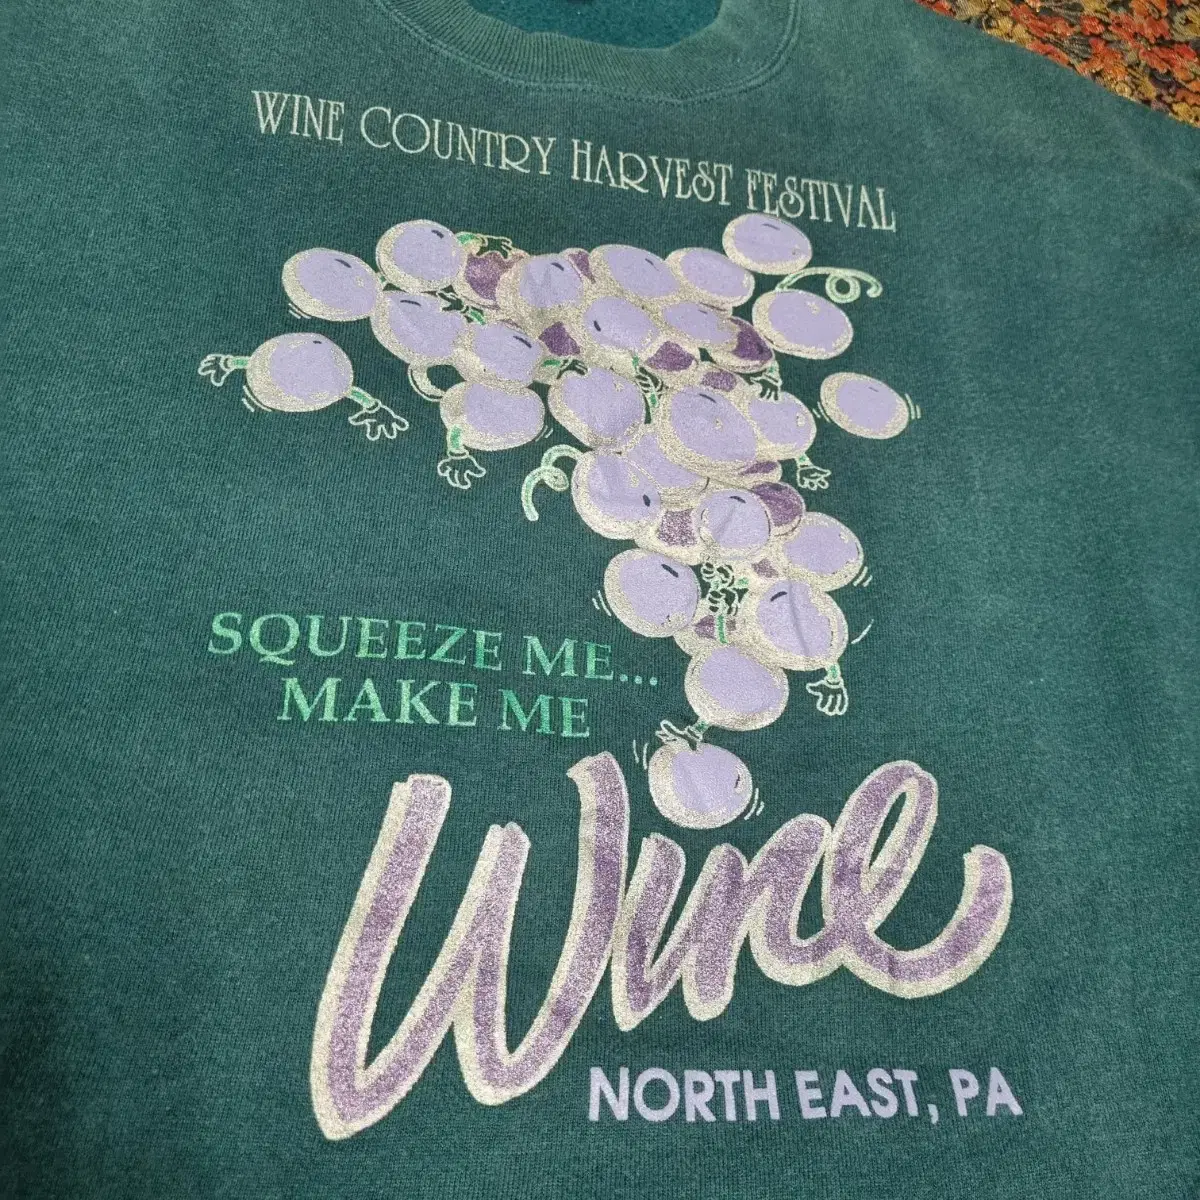 WINE COUNTRY HARVEST FESTIVAL
SQUEEZE ME...
MAKE ME
Wine
NORTH EAST, PA